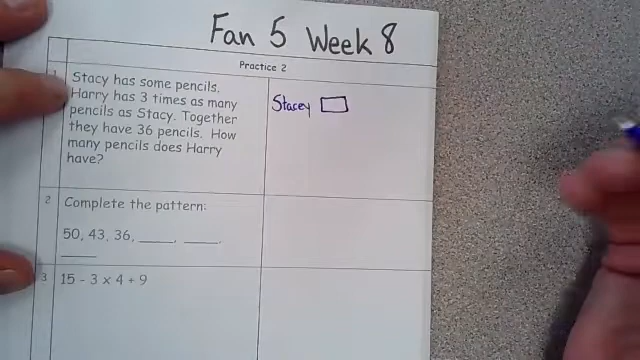 Fan 5 Week 8
Practice 2
Stacy has some pencils.
Harry has 3 times as many
pencils as Stacy. Together
they have 36 pencils. How
many pencils does Harry
have?
Stacey
2
Complete the pattern:
50, 43, 36, _____, _____,
_____
3
15 - 3 x 4 + 9